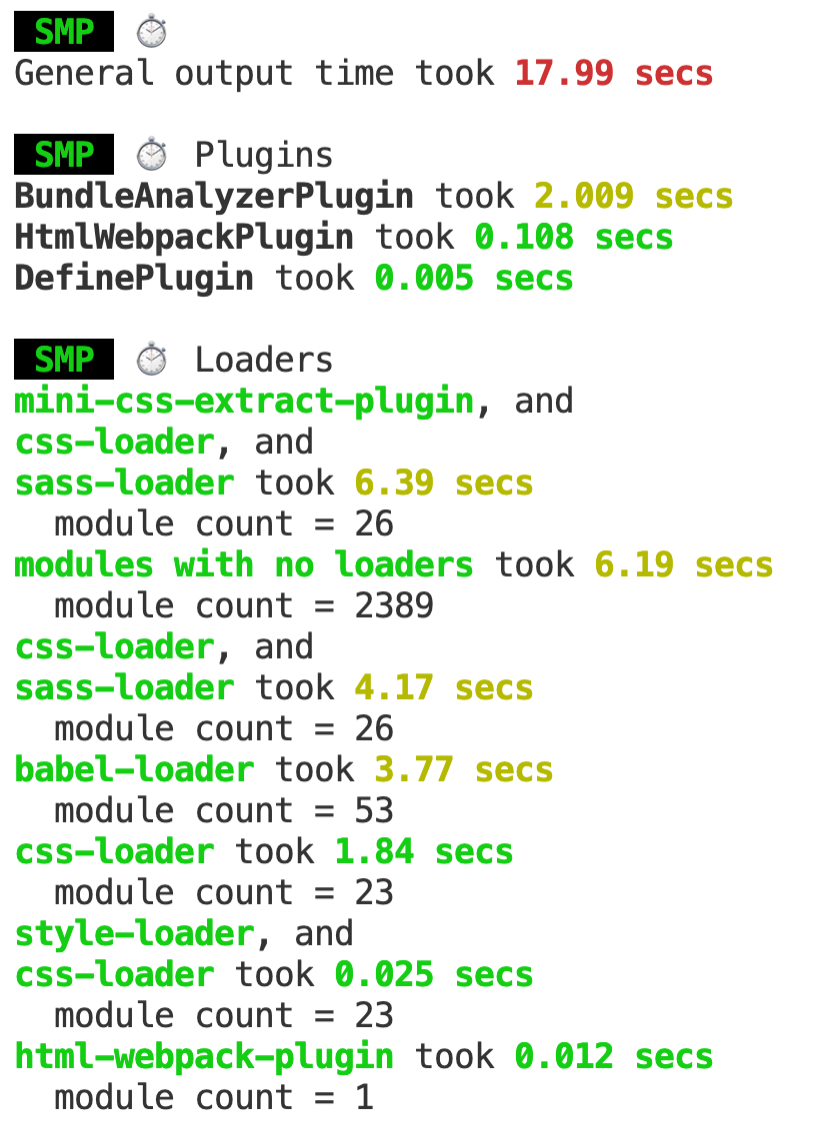 SMP ⏱
General output time took 17.99 secs
SMP ⏱ Plugins
BundleAnalyzerPlugin took 2.009 secs
HtmlWebpackPlugin took 0.108 secs
DefinePlugin took 0.005 secs
SMP ⏱ Loaders
mini-css-extract-plugin, and
css-loader, and
sass-loader took 6.39 secs
module count = 26
modules with no loaders took 6.19 secs
module count = 2389
css-loader, and
sass-loader took 4.17 secs
module count = 26
babel-loader took 3.77 secs
module count = 53
css-loader took 1.84 secs
module count = 23
style-loader, and
css-loader took 0.025 secs
module count = 23
html-webpack-plugin took 0.012 secs
module count = 1